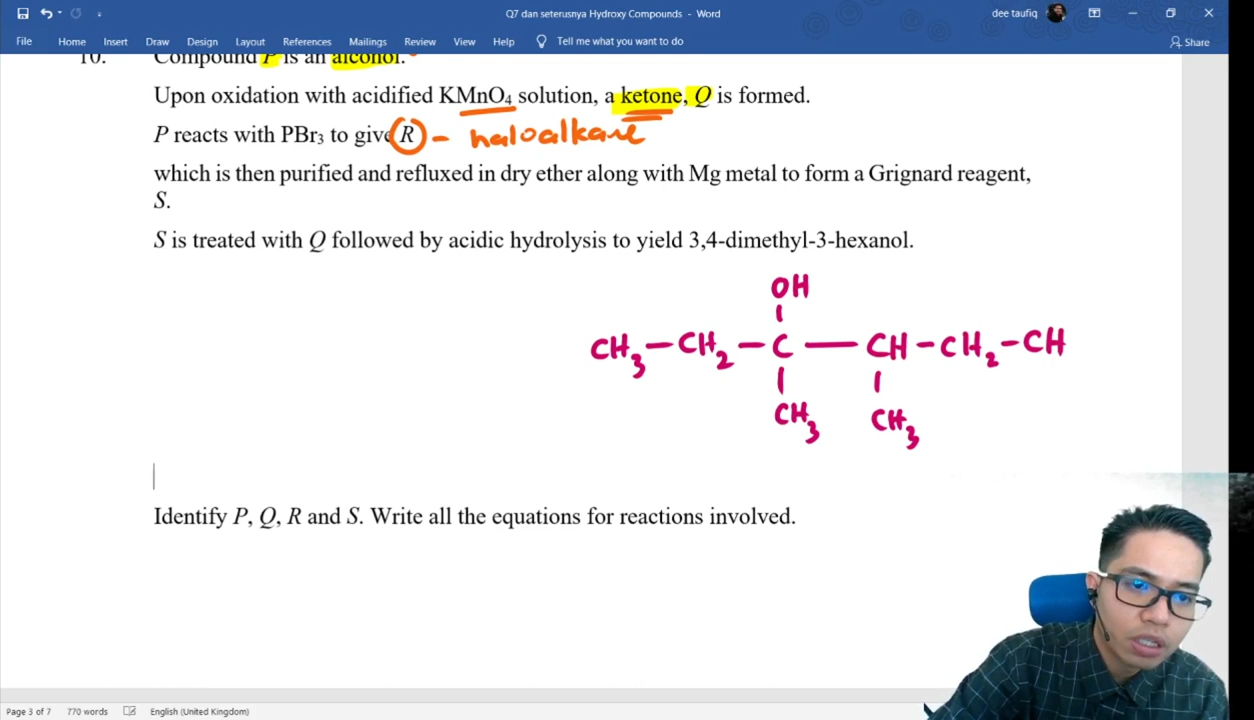 Q7 dan seterusnya Hydroxy Compounds - Word
dee taufiq
File Home Insert Draw Design Layout References Mailings Review View Help Tell me what you want to do
Share
10. Compound P is an alcohol.
Upon oxidation with acidified KMnO₄ solution, a ketone, Q is formed.
P reacts with PBr₃ to give R - haloalkane
which is then purified and refluxed in dry ether along with Mg metal to form a Grignard reagent,
S.
S is treated with Q followed by acidic hydrolysis to yield 3,4-dimethyl-3-hexanol.
OH
CH₃ — CH₂ — C — CH - CH₂ - CH
CH₃ CH₃
Identify P, Q, R and S. Write all the equations for reactions involved.
Page 3 of 7 770 words English (United Kingdom)